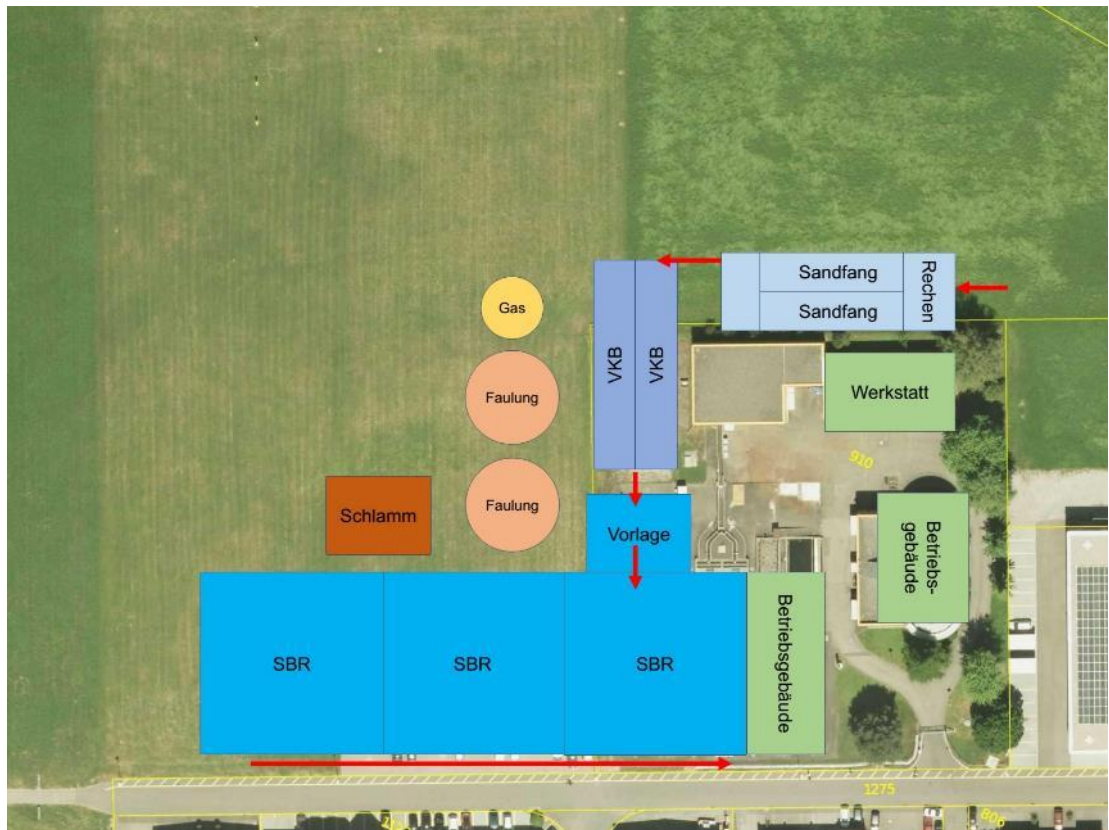 Sandfang
Sandfang
Rechen
Gas
VKB
VKB
Faulung
Werkstatt
910
Faulung
Schlamm
Vorlage
Betriebs-
gebäude
SBR
SBR
SBR
Betriebsgebäude
1275
806